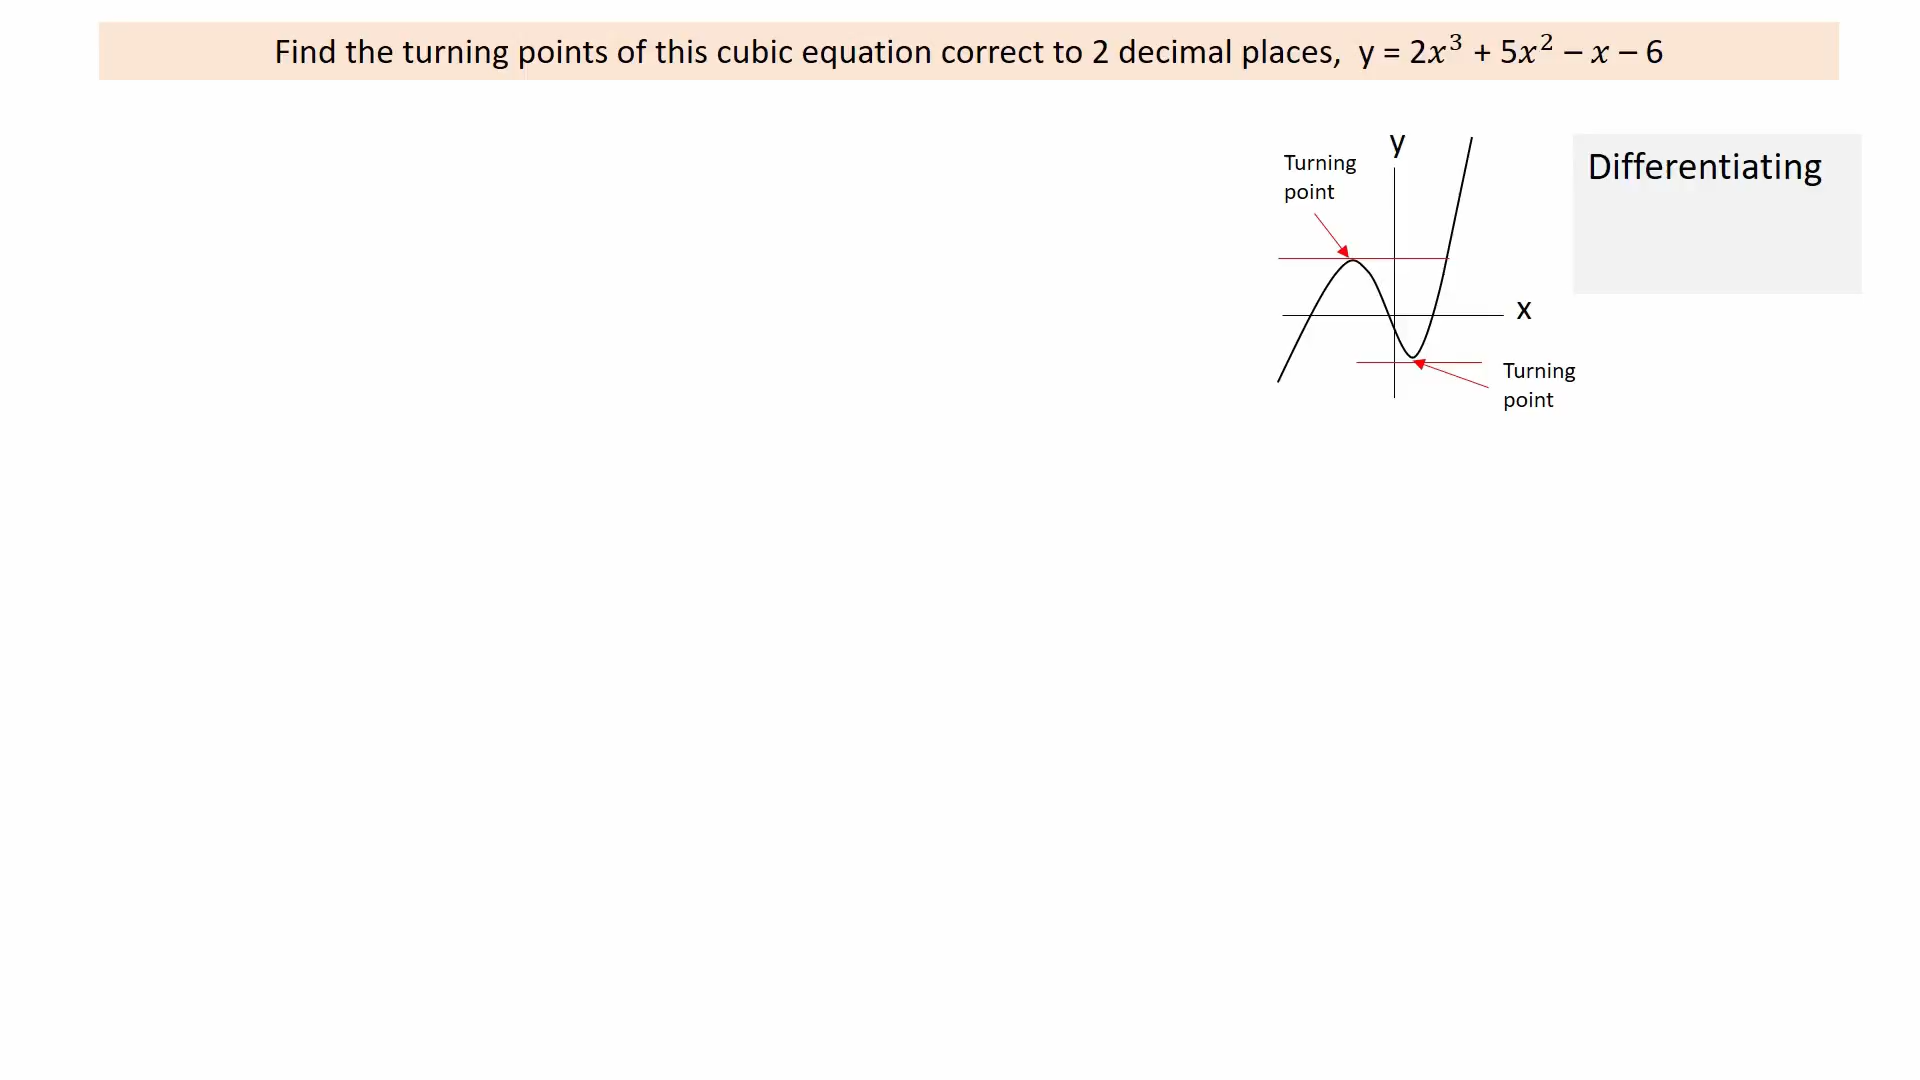 Find the turning points of this cubic equation correct to 2 decimal places,  y = 2𝑥³ + 5𝑥² − 𝑥 − 6
y
Turning
point
Differentiating
x
Turning
point